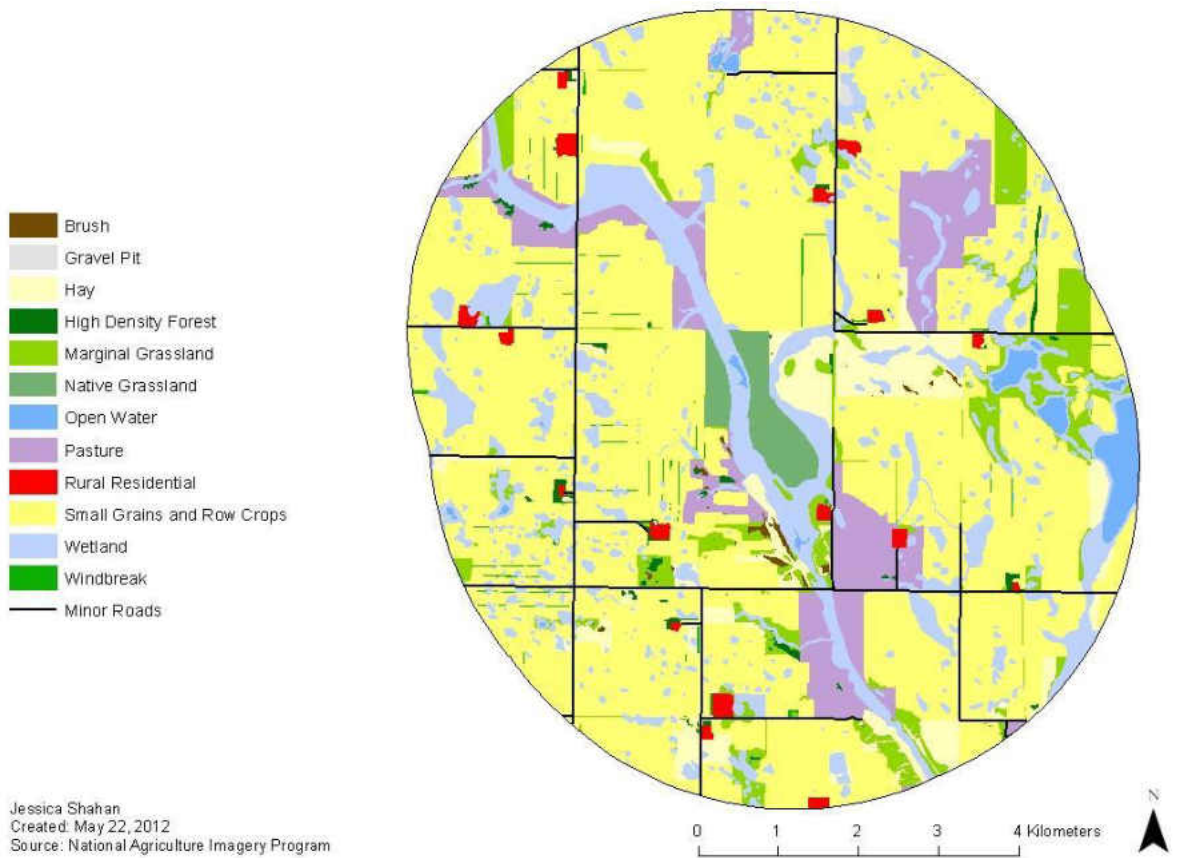 Brush
Gravel Pit
Hay
High Density Forest
Marginal Grassland
Native Grassland
Open Water
Pasture
Rural Residential
Small Grains and Row Crops
Wetland
Windbreak
Minor Roads
Jessica Shahan
Created: May 22, 2012
Source: National Agriculture Imagery Program
0 1 2 3 4 Kilometers
N